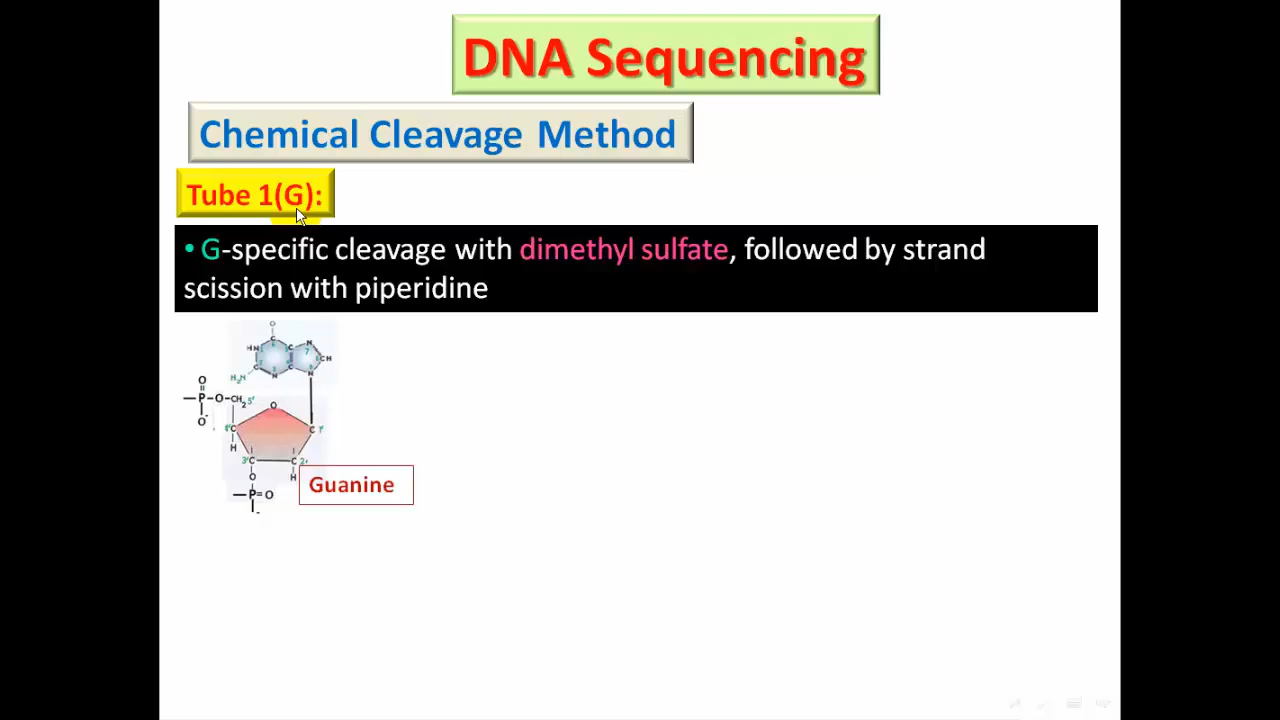 DNA Sequencing
Chemical Cleavage Method
Tube 1(G):
• G-specific cleavage with dimethyl sulfate, followed by strand
scission with piperidine
Guanine